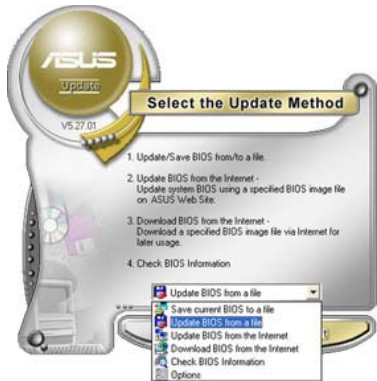 ASUS
Update
V5.27.01
Select the Update Method
1. Update/Save BIOS from/to a file.
2. Update BIOS from the Internet -
Update system BIOS using a specified BIOS image file
on ASUS Web Site.
3. Download BIOS from the Internet -
Download a specified BIOS image file via Internet for
later usage.
4. Check BIOS Information
Update BIOS from a file
Save current BIOS to a file
Update BIOS from a file
Update BIOS from the Internet
Download BIOS from the Internet
Check BIOS Information
Options